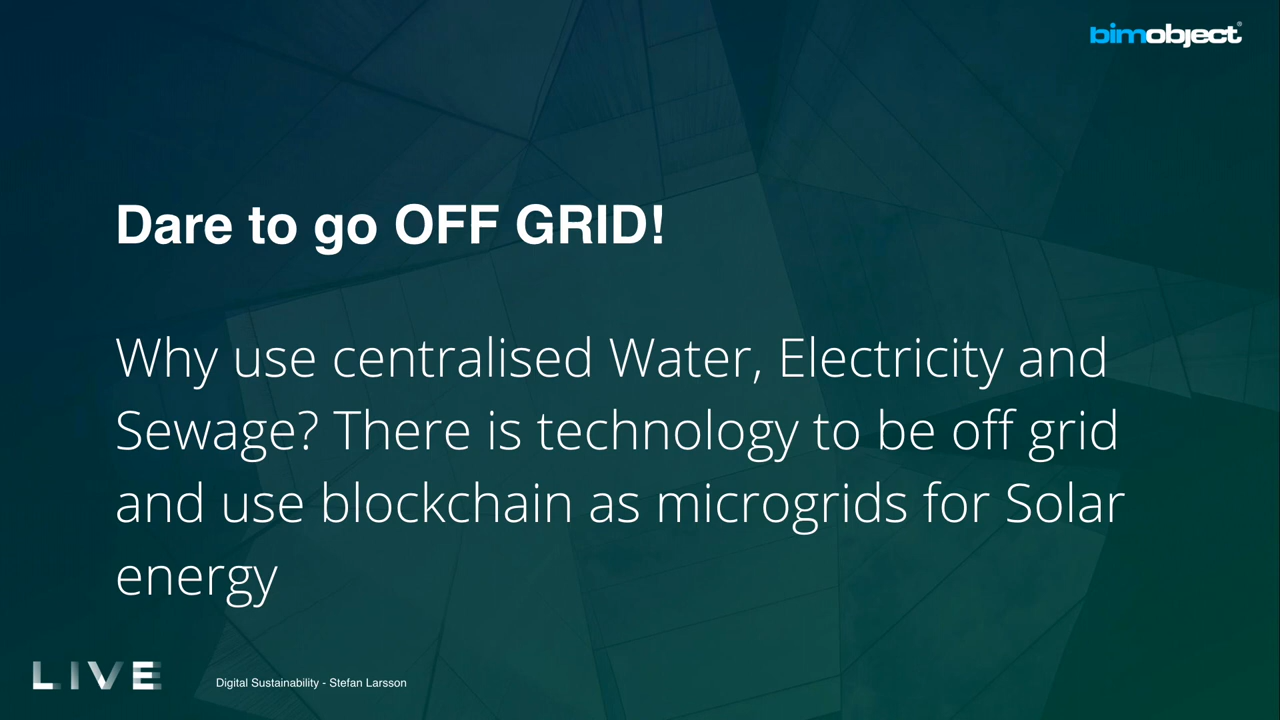 bimobject®
Dare to go OFF GRID!
Why use centralised Water, Electricity and
Sewage? There is technology to be off grid
and use blockchain as microgrids for Solar
energy
LIVE
Digital Sustainability - Stefan Larsson